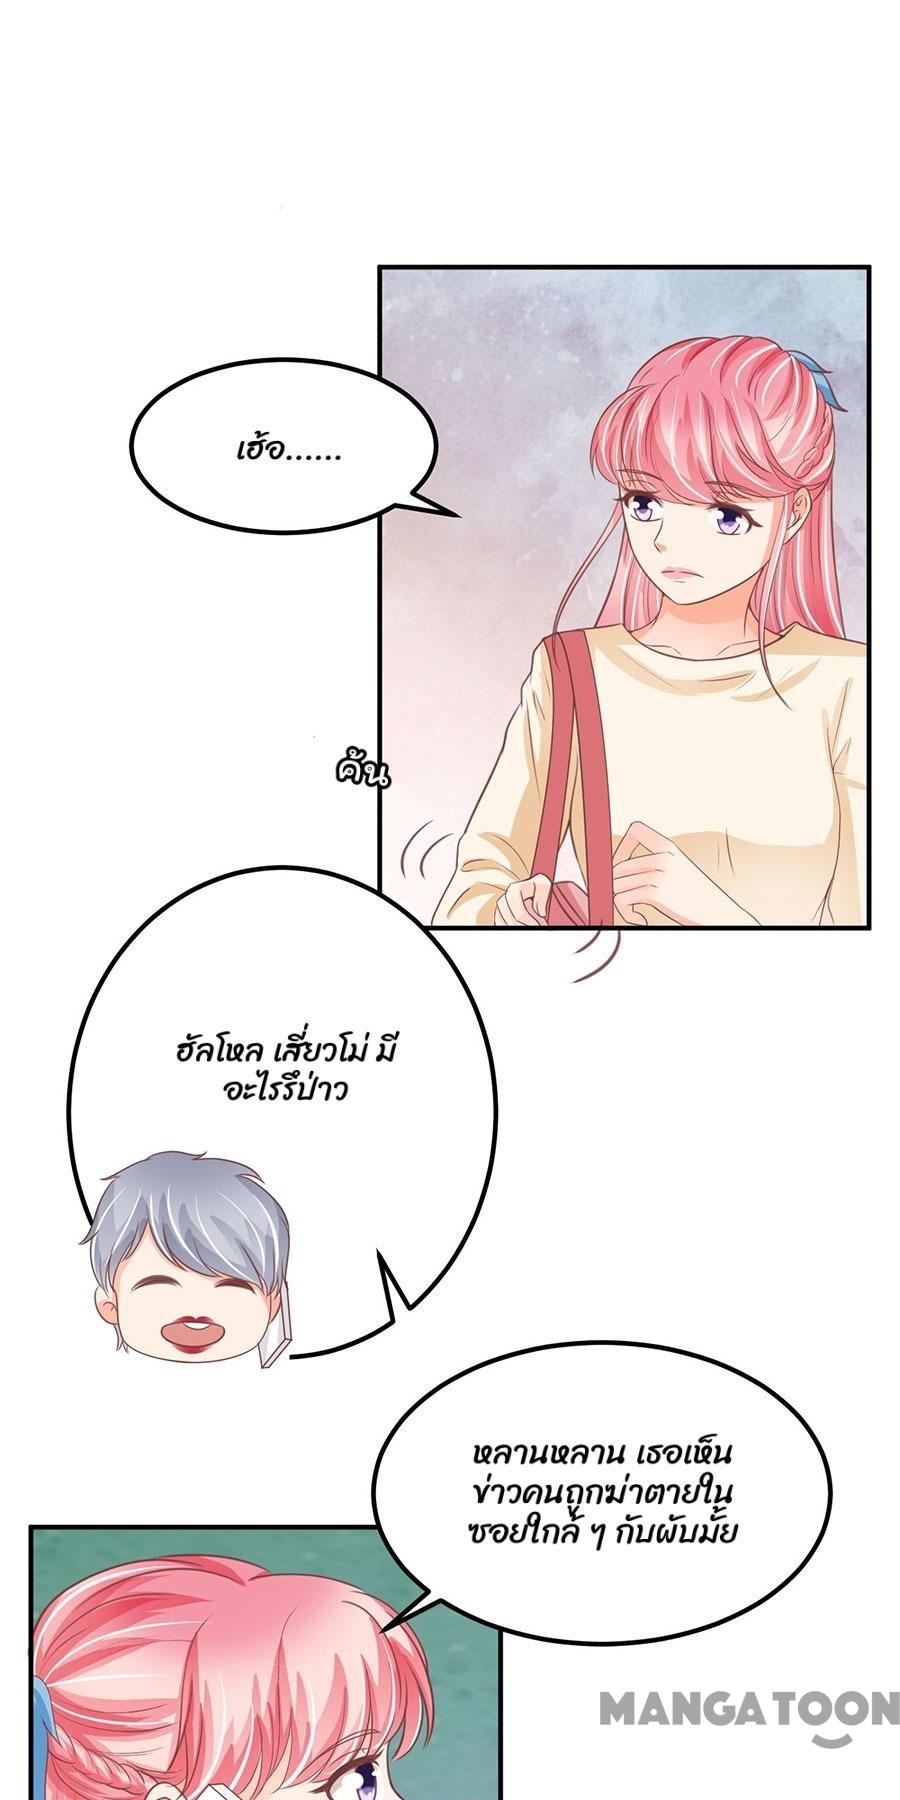 เฮ้อ......
ค้น
ฮัลโหล เสี่ยวโม่ มี
อะไรรึป่าว
หลานหลาน เธอเห็น
ข่าวคนถูกฆ่าตายใน
ซอยใกล้ ๆ กับผับมั้ย
MANGATOON